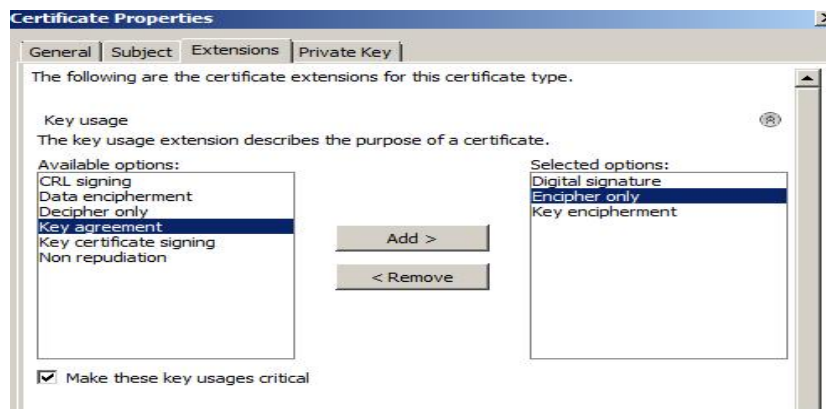 Certificate Properties
General Subject Extensions Private Key
The following are the certificate extensions for this certificate type.
Key usage
The key usage extension describes the purpose of a certificate.
Available options:
CRL signing
Data encipherment
Decipher only
Key agreement
Key certificate signing
Non repudiation
Add >
< Remove
Selected options:
Digital signature
Encipher only
Key encipherment
Make these key usages critical